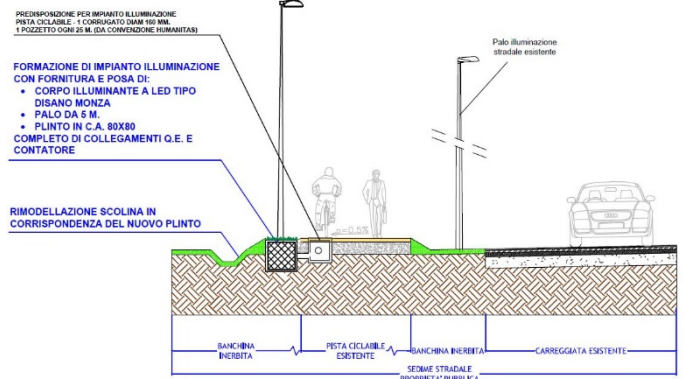 PREDISPOSIZIONE PER IMPIANTO ILLUMINAZIONE
PISTA CICLABILE - 1 CORRUGATO DIAM 160 MM.
1 POZZETTO OGNI 25 M. (DA CONVENZIONE HUMANITAS)
FORMAZIONE DI IMPIANTO ILLUMINAZIONE
CON FORNITURA E POSA DI:
• CORPO ILLUMINANTE A LED TIPO
DISANO MONZA
• PALO DA 5 M.
• PLINTO IN C.A. 80X80
COMPLETO DI COLLEGAMENTI Q.E. E
CONTATORE
RIMODELLAZIONE SCOLINA IN
CORRISPONDENZA DEL NUOVO PLINTO
Palo illuminazione
stradale esistente
BANCHINA
INERBITA
PISTA CICLABILE
ESISTENTE
BANCHINA INERBITA
CARREGGIATA ESISTENTE
SEDIME STRADALE
PROPRIETA' PUBBLICA